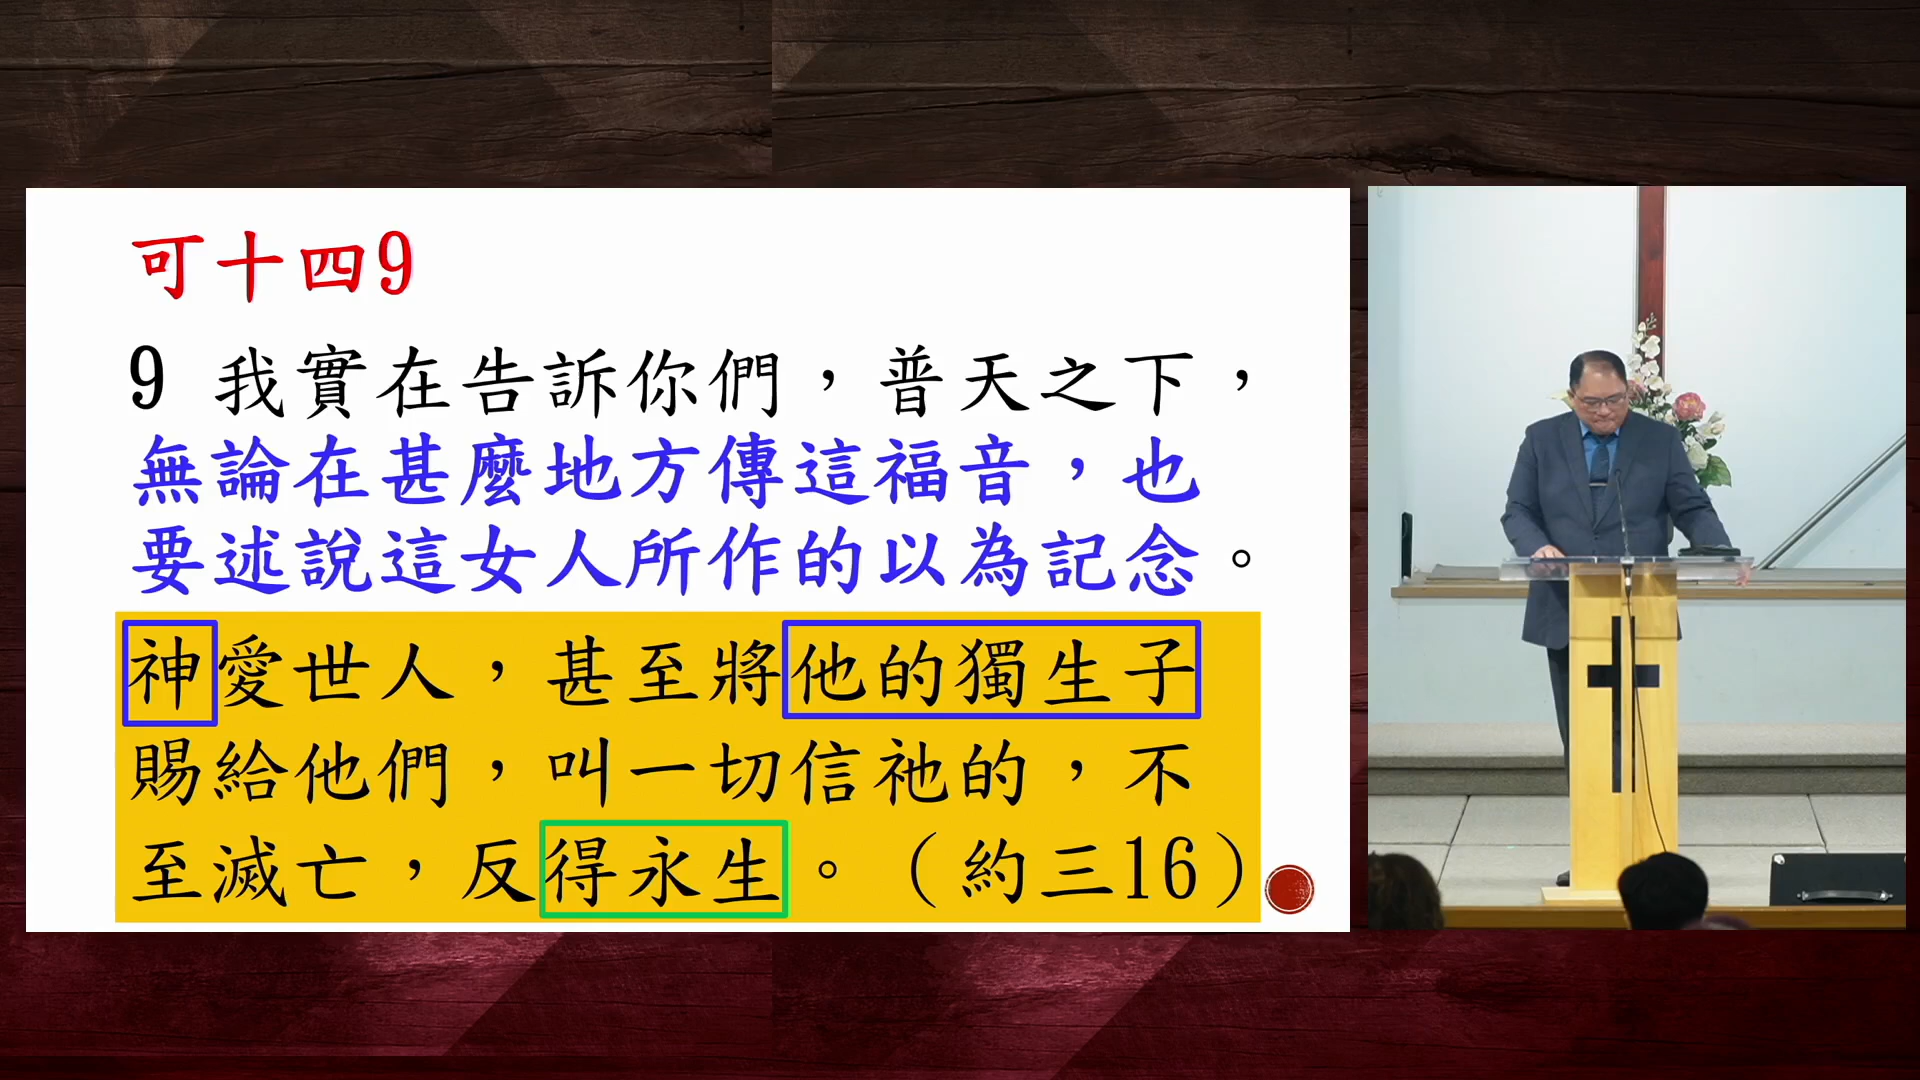 可十四9
9 我實在告訴你們，普天之下，
無論在甚麼地方傳這福音，也
要述說這女人所作的以為記念。
神愛世人，甚至將他的獨生子
賜給他們，叫一切信祂的，不
至滅亡，反得永生。（約三16）